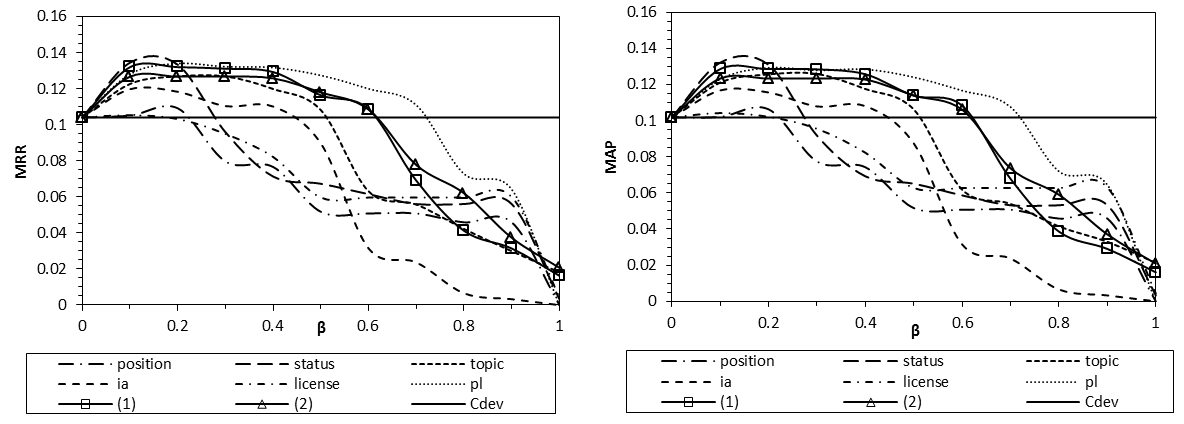 0.16
0.14
0.12
0.1
0.08
0.06
0.04
0.02
0
MRR
0 0.2 0.4 0.6 0.8 1
β
position status topic
ia license pl
(1) (2) Cdev
0.16
0.14
0.12
0.1
0.08
0.06
0.04
0.02
0
MAP
0 0.2 0.4 0.6 0.8 1
β
position status topic
ia license pl
(1) (2) Cdev